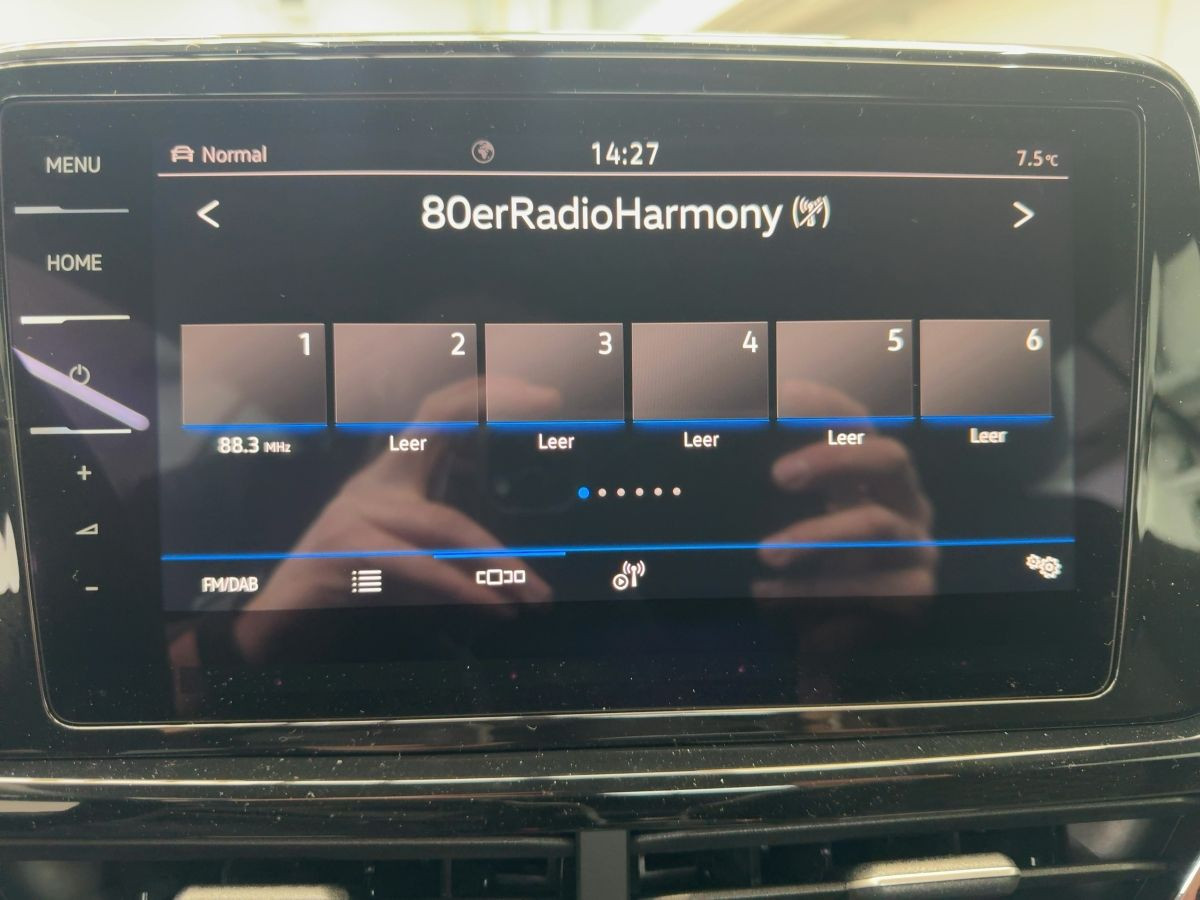 MENU
Normal
14:27
7.5°C
80erRadioHarmony
HOME
1
2
3
4
5
6
88.3 MHz
Leer
Leer
Leer
Leer
Leer
+
-
FM/DAB